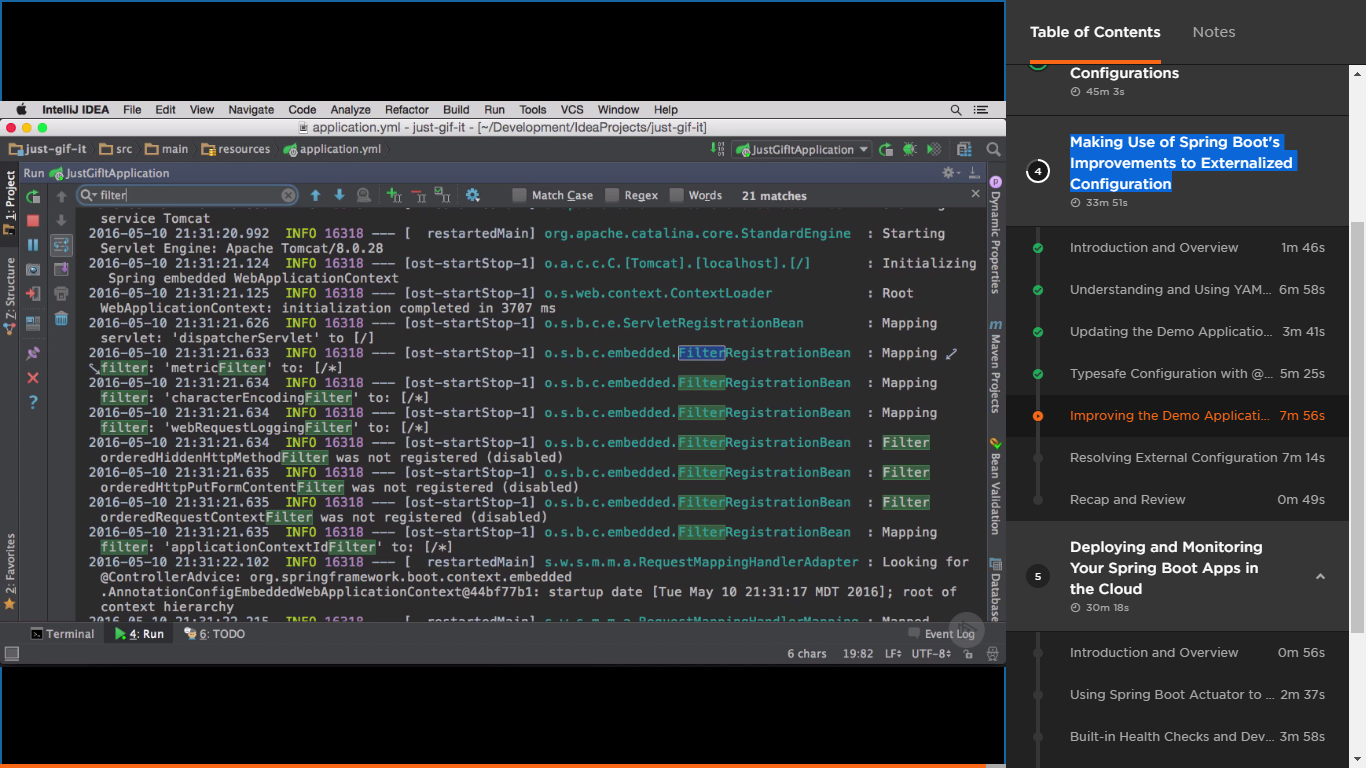 Table of Contents
Notes
Configurations
45m 3s
4
Making Use of Spring Boot's
Improvements to Externalized
Configuration
33m 51s
Introduction and Overview 1m 46s
Understanding and Using YAM... 6m 58s
Updating the Demo Applicatio... 3m 41s
Typesafe Configuration with @... 5m 25s
Improving the Demo Applicati... 7m 56s
Resolving External Configuration 7m 14s
Recap and Review 0m 49s
5
Deploying and Monitoring
Your Spring Boot Apps in
the Cloud
30m 18s
Introduction and Overview 0m 56s
Using Spring Boot Actuator to ... 2m 37s
Built-in Health Checks and Dev... 3m 58s
IntelliJ IDEA File Edit View Navigate Code Analyze Refactor Build Run Tools VCS Window Help
application.yml - just-gif-it - [~/Development/IdeaProjects/just-gif-it]
just-gif-it src main resources application.yml JustGifItApplication
Run JustGifItApplication
filter Match Case Regex Words 21 matches
service Tomcat
2016-05-10 21:31:20.992 INFO 16318 --- [ restartedMain] org.apache.catalina.core.StandardEngine : Starting
Servlet Engine: Apache Tomcat/8.0.28
2016-05-10 21:31:21.124 INFO 16318 --- [ost-startStop-1] o.a.c.c.C.[Tomcat].[localhost].[/] : Initializing
Spring embedded WebApplicationContext
2016-05-10 21:31:21.125 INFO 16318 --- [ost-startStop-1] o.s.web.context.ContextLoader : Root
WebApplicationContext: initialization completed in 3707 ms
2016-05-10 21:31:21.626 INFO 16318 --- [ost-startStop-1] o.s.b.c.e.ServletRegistrationBean : Mapping
servlet: 'dispatcherServlet' to [/]
2016-05-10 21:31:21.633 INFO 16318 --- [ost-startStop-1] o.s.b.c.embedded.FilterRegistrationBean : Mapping
filter: 'metricFilter' to: [/*]
2016-05-10 21:31:21.634 INFO 16318 --- [ost-startStop-1] o.s.b.c.embedded.FilterRegistrationBean : Mapping
filter: 'characterEncodingFilter' to: [/*]
2016-05-10 21:31:21.634 INFO 16318 --- [ost-startStop-1] o.s.b.c.embedded.FilterRegistrationBean : Mapping
filter: 'webRequestLoggingFilter' to: [/*]
2016-05-10 21:31:21.634 INFO 16318 --- [ost-startStop-1] o.s.b.c.embedded.FilterRegistrationBean : Filter
orderedHiddenHttpMethodFilter was not registered (disabled)
2016-05-10 21:31:21.635 INFO 16318 --- [ost-startStop-1] o.s.b.c.embedded.FilterRegistrationBean : Filter
orderedHttpPutFormContentFilter was not registered (disabled)
2016-05-10 21:31:21.635 INFO 16318 --- [ost-startStop-1] o.s.b.c.embedded.FilterRegistrationBean : Filter
orderedRequestContextFilter was not registered (disabled)
2016-05-10 21:31:21.635 INFO 16318 --- [ost-startStop-1] o.s.b.c.embedded.FilterRegistrationBean : Mapping
filter: 'applicationContextIdFilter' to: [/*]
2016-05-10 21:31:22.102 INFO 16318 --- [ restartedMain] s.w.s.m.m.a.RequestMappingHandlerAdapter : Looking for
@ControllerAdvice: org.springframework.boot.context.embedded
.AnnotationConfigEmbeddedWebApplicationContext@44bf77b1: startup date [Tue May 10 21:31:17 MDT 2016]; root of
context hierarchy
2016-05-10 21:31:22.215 INFO 16318 --- [ restartedMain] s.w.s.m.m.a.RequestMappingHandlerMapping : Mapped
1: Project
7: Structure
2: Favorites
Dynamic Properties
Maven Projects
Bean Validation
Database
Terminal 4: Run 6: TODO Event Log
6 chars 19:82 LF UTF-8